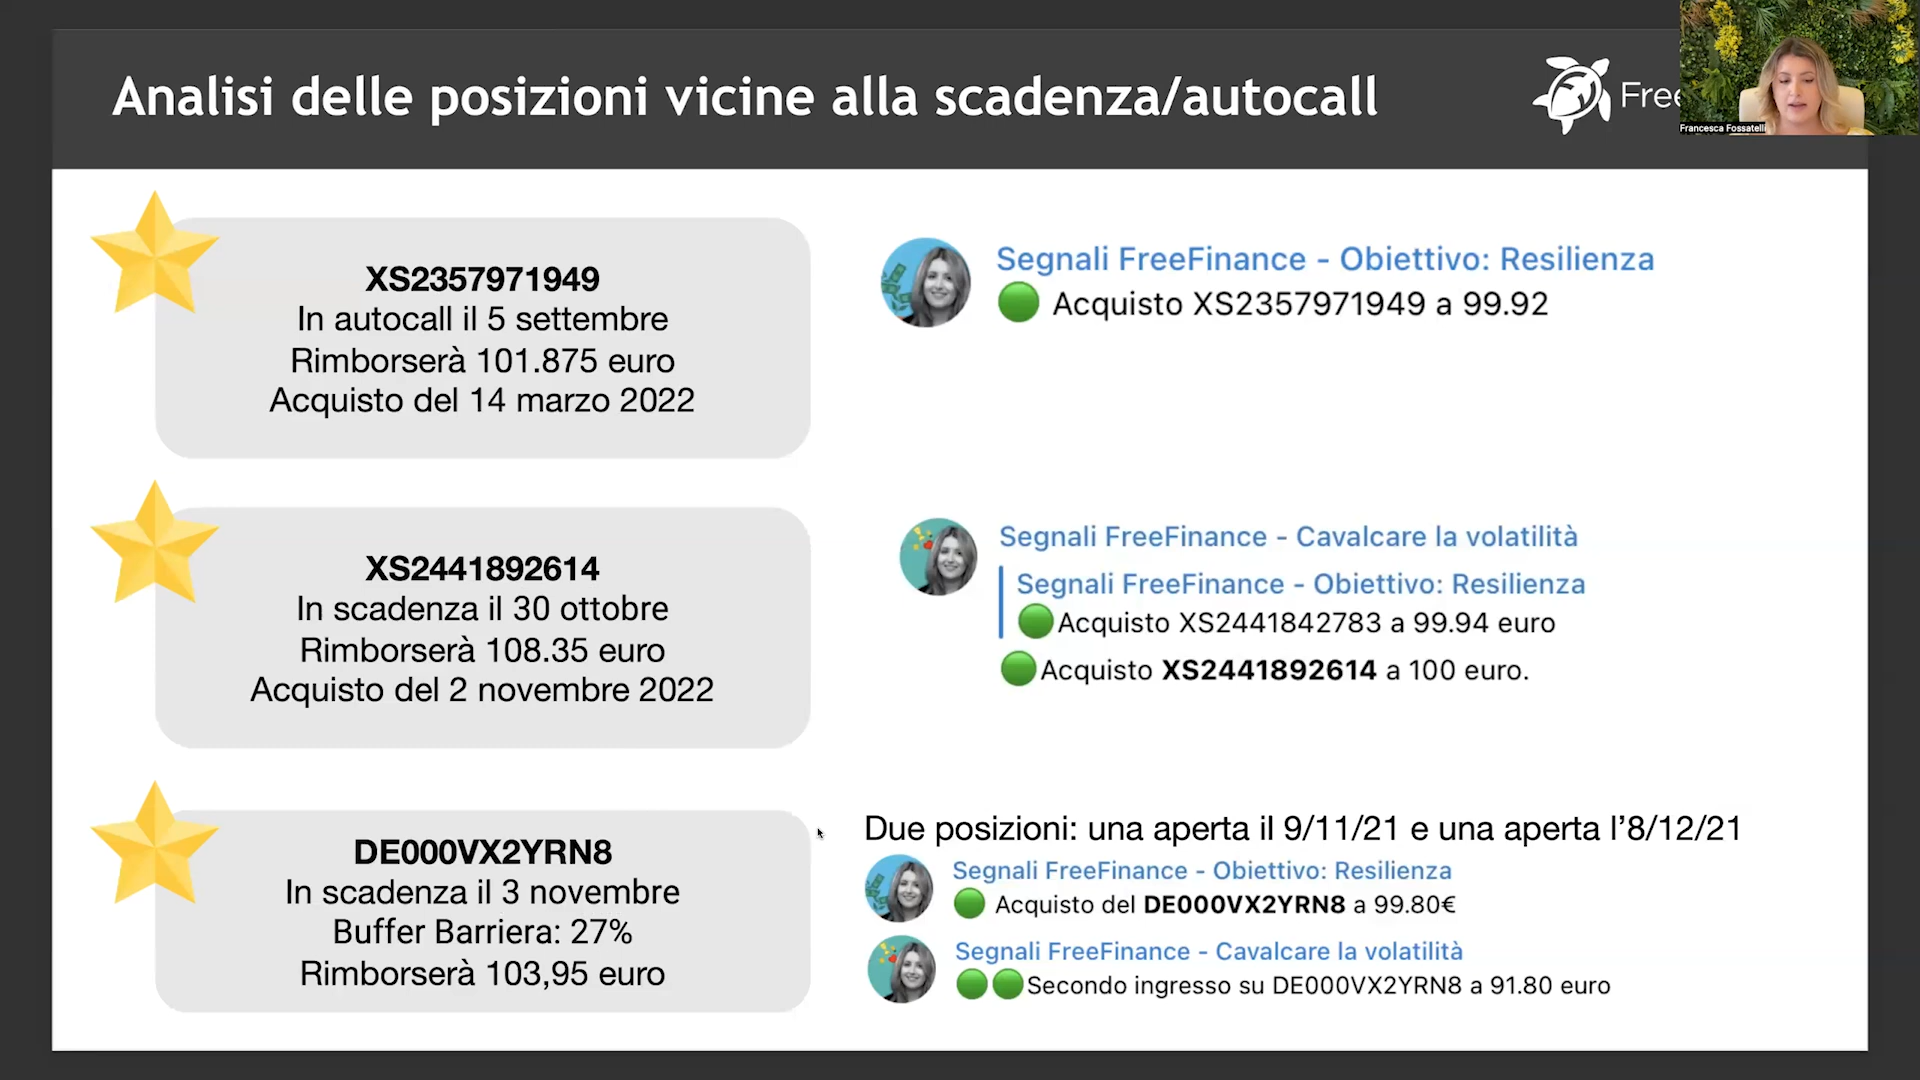 Analisi delle posizioni vicine alla scadenza/autocall
Free
Francesca Fossatelli
XS2357971949
In autocall il 5 settembre
Rimborserà 101.875 euro
Acquisto del 14 marzo 2022
Segnali FreeFinance - Obiettivo: Resilienza
Acquisto XS2357971949 a 99.92
XS2441892614
In scadenza il 30 ottobre
Rimborserà 108.35 euro
Acquisto del 2 novembre 2022
Segnali FreeFinance - Cavalcare la volatilità
Segnali FreeFinance - Obiettivo: Resilienza
Acquisto XS2441842783 a 99.94 euro
Acquisto XS2441892614 a 100 euro.
DE000VX2YRN8
In scadenza il 3 novembre
Buffer Barriera: 27%
Rimborserà 103,95 euro
Due posizioni: una aperta il 9/11/21 e una aperta l’8/12/21
Segnali FreeFinance - Obiettivo: Resilienza
Acquisto del DE000VX2YRN8 a 99.80€
Segnali FreeFinance - Cavalcare la volatilità
Secondo ingresso su DE000VX2YRN8 a 91.80 euro